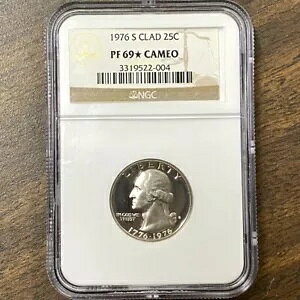 1976 S CLAD 25C
PF 69★ CAMEO
3319522-004
NGC
LIBERTY
IN GOD WE
TRUST
1776-1976